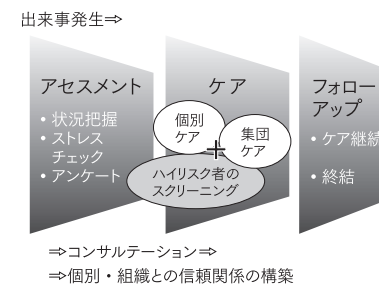 出来事発生⇒
アセスメント
• 状況把握
• ストレス
チェック
• アンケート
ケア
個別
ケア
集団
ケア
+
ハイリスク者の
スクリーニング
フォロー
アップ
• ケア継続
• 終結
⇒コンサルテーション⇒
⇒個別・組織との信頼関係の構築